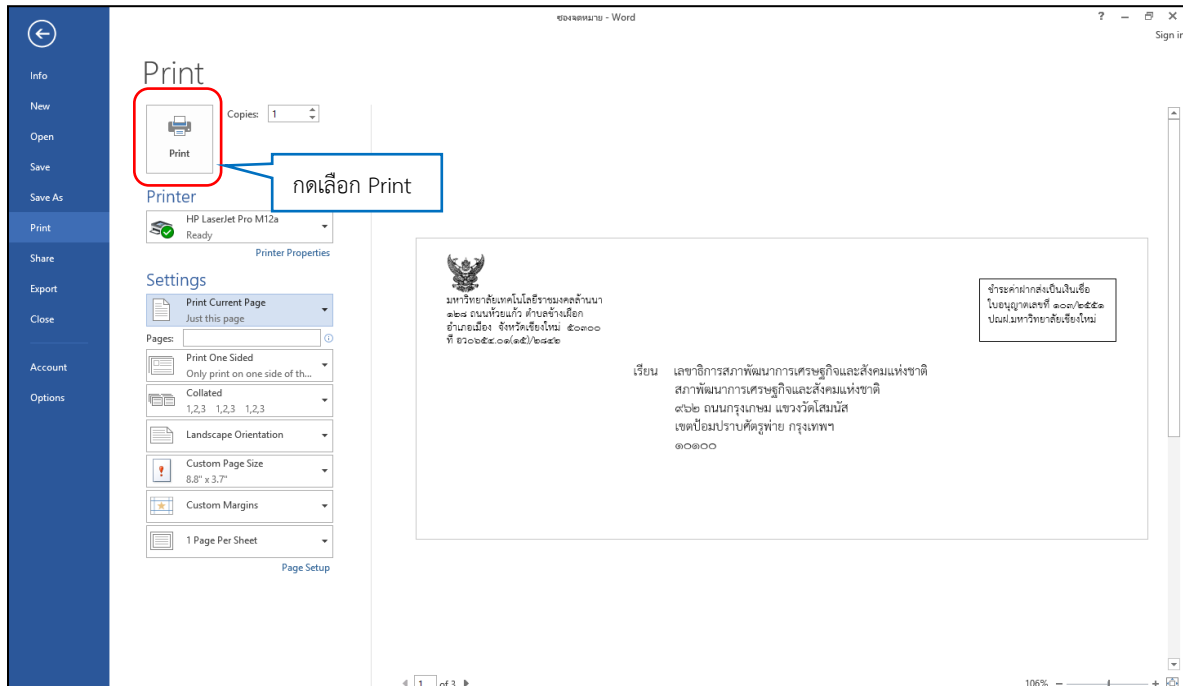 ซองจดหมาย - Word
?
Sign in
Info
New
Open
Save
Save As
Print
Share
Export
Close
Account
Options
Print
Copies: 1
Print
กดเลือก Print
Printer
HP LaserJet Pro M12a
Ready
Printer Properties
Settings
Print Current Page
Just this page
Pages:
Print One Sided
Only print on one side of th...
Collated
1,2,3 1,2,3 1,2,3
Landscape Orientation
Custom Page Size
8.8" x 3.7"
Custom Margins
1 Page Per Sheet
Page Setup
มหาวิทยาลัยเทคโนโลยีราชมงคลล้านนา
๑๒๘ ถนนห้วยแก้ว ตำบลช้างเผือก
อำเภอเมือง จังหวัดเชียงใหม่ ๕๐๓๐๐
ที่ อว๐๖๕๔.๐๑(๑๕)/๒๘๔๒
ชำระค่าฝากส่งเป็นเงินเชื่อ
ใบอนุญาตเลขที่ ๑๐๓/๒๕๕๑
ปณฝ.มหาวิทยาลัยเชียงใหม่
เรียน เลขาธิการสภาพัฒนาการเศรษฐกิจและสังคมแห่งชาติ
สภาพัฒนาการเศรษฐกิจและสังคมแห่งชาติ
๙๖๒ ถนนกรุงเกษม แขวงวัดโสมนัส
เขตป้อมปราบศัตรูพ่าย กรุงเทพฯ
๑๐๑๐๐
1 of 3
106%